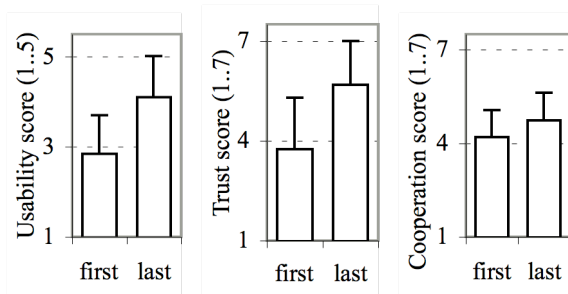 Usability score (1..5)
5
3
1
first last
Trust score (1..7)
7
4
1
first last
Cooperation score (1..7)
7
4
1
first last